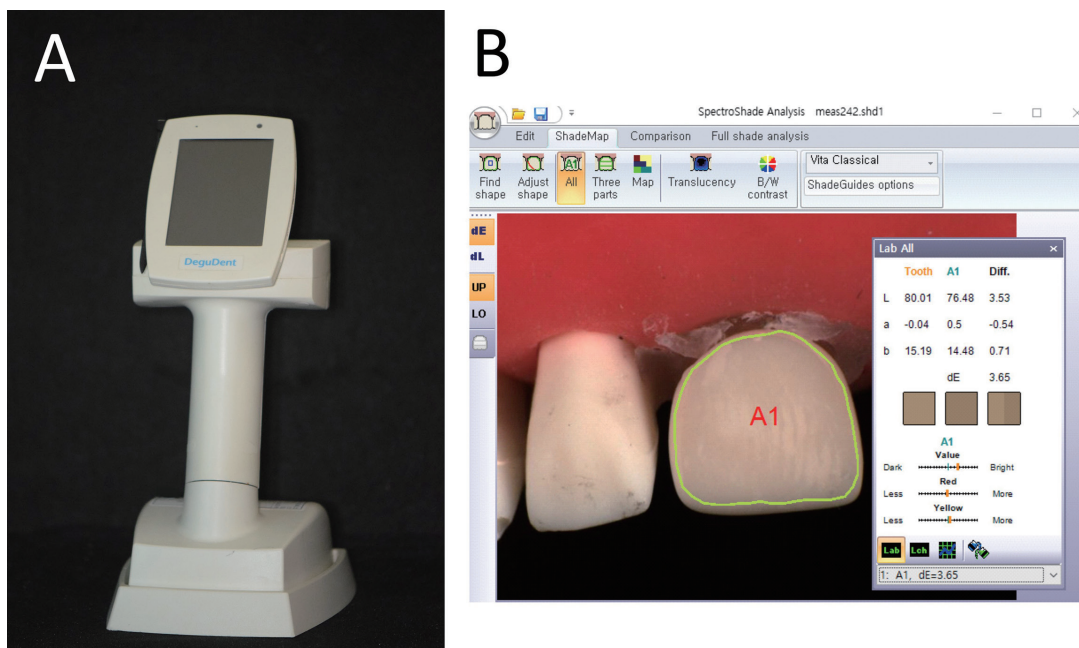 A
DeguDent
B
SpectroShade Analysis meas242.shd1
Edit ShadeMap Comparison Full shade analysis
Find shape
Adjust shape
A1
All
Three parts
Map
Translucency
B/W contrast
Vita Classical
ShadeGuides options
dE
dL
UP
LO
A1
Lab All
Tooth A1 Diff.
L 80.01 76.48 3.53
a -0.04 0.5 -0.54
b 15.19 14.48 0.71
dE 3.65
A1
Value
Dark Bright
Red
Less More
Yellow
Less More
Lab Lch
1: A1, dE=3.65